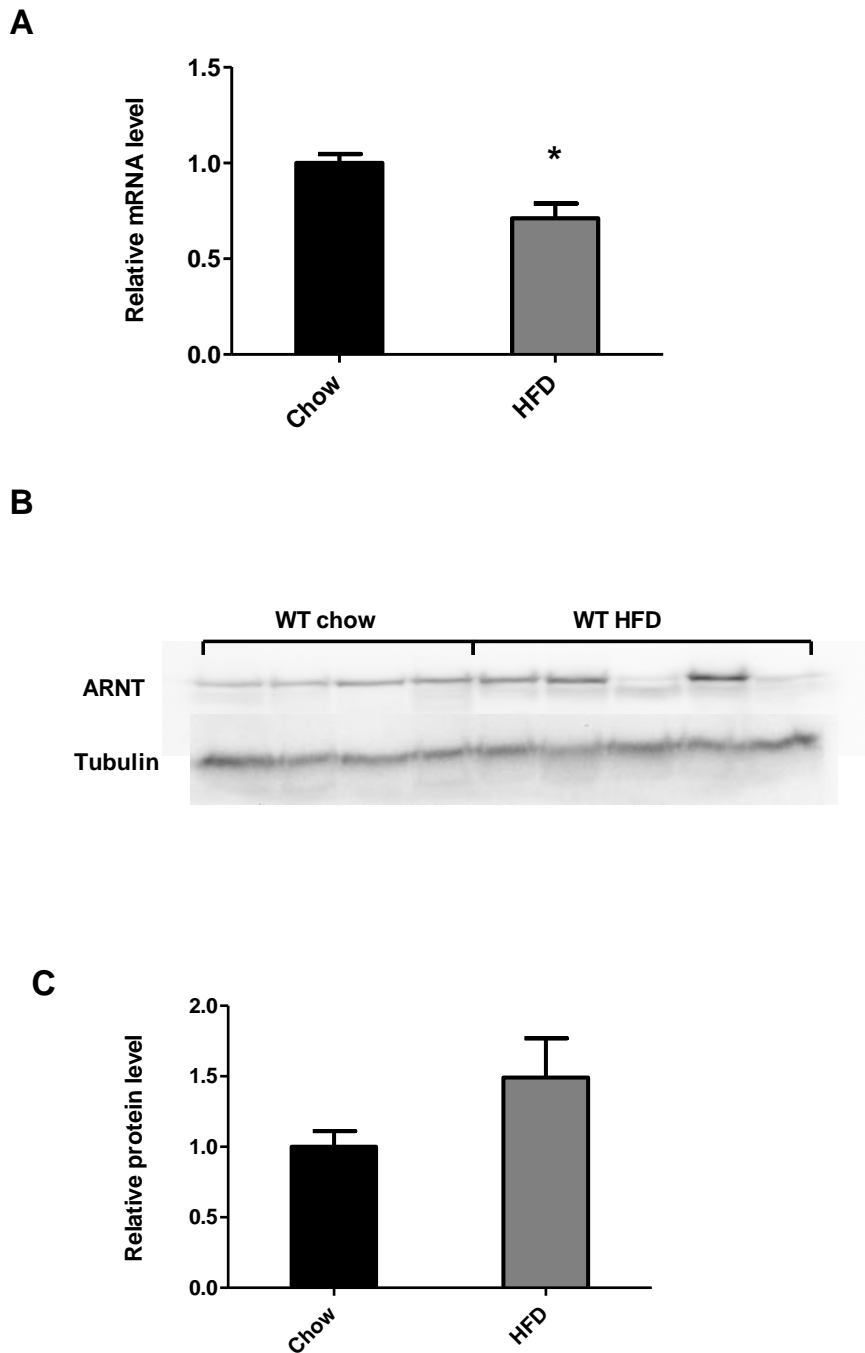 A
Relative mRNA level
1.5
1.0
0.5
0.0
*
Chow
HFD
B
WT chow
WT HFD
ARNT
Tubulin
C
Relative protein level
2.0
1.5
1.0
0.5
0.0
Chow
HFD